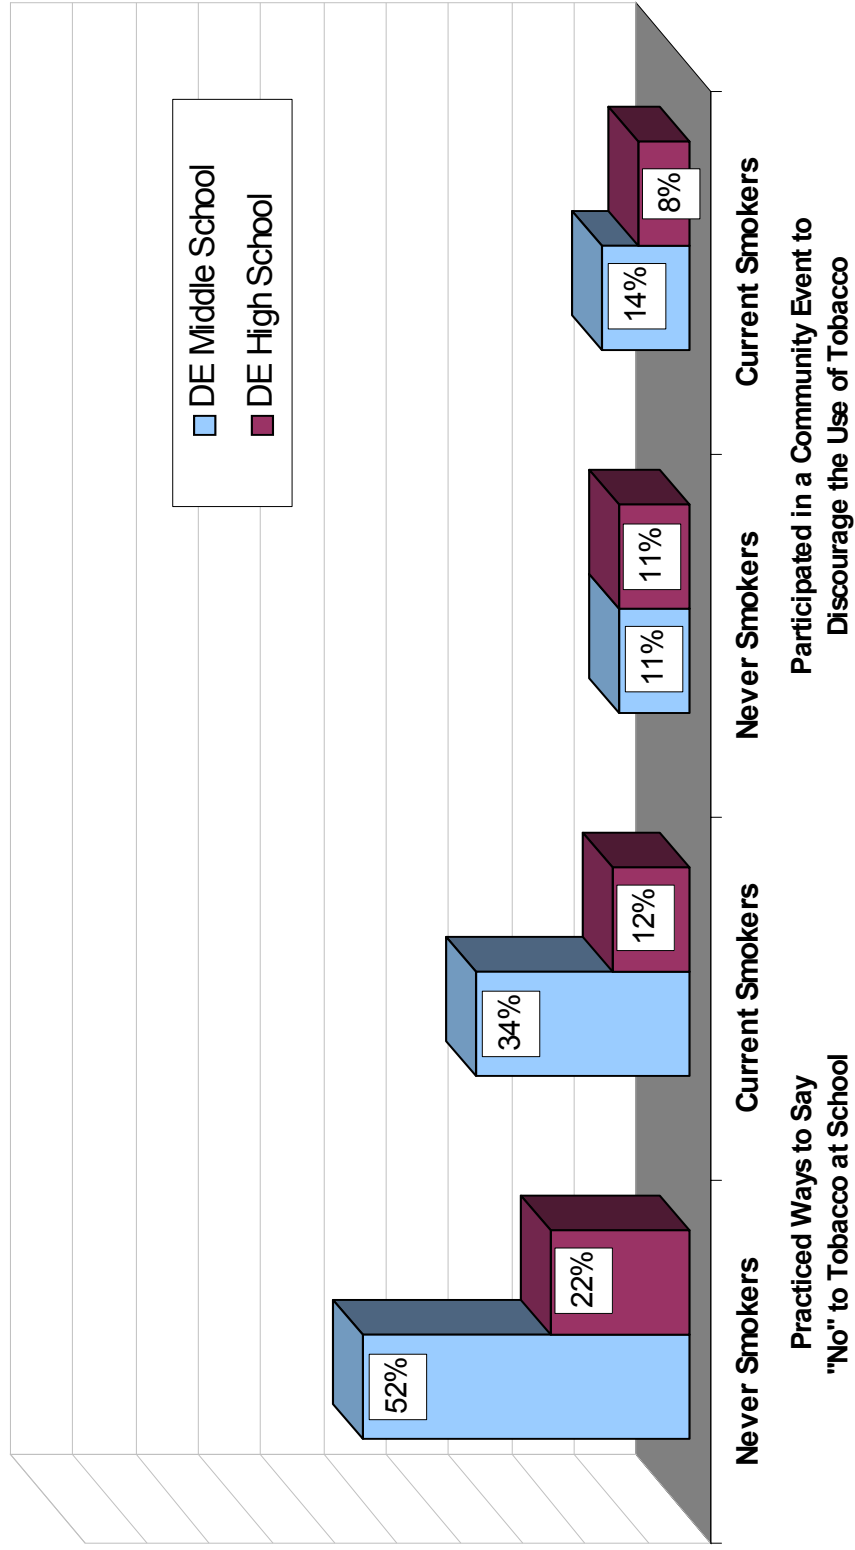 DE Middle School
DE High School
52%
22%
34%
12%
11%
11%
14%
8%
Never Smokers
Current Smokers
Never Smokers
Current Smokers
Practiced Ways to Say
"No" to Tobacco at School
Participated in a Community Event to
Discourage the Use of Tobacco